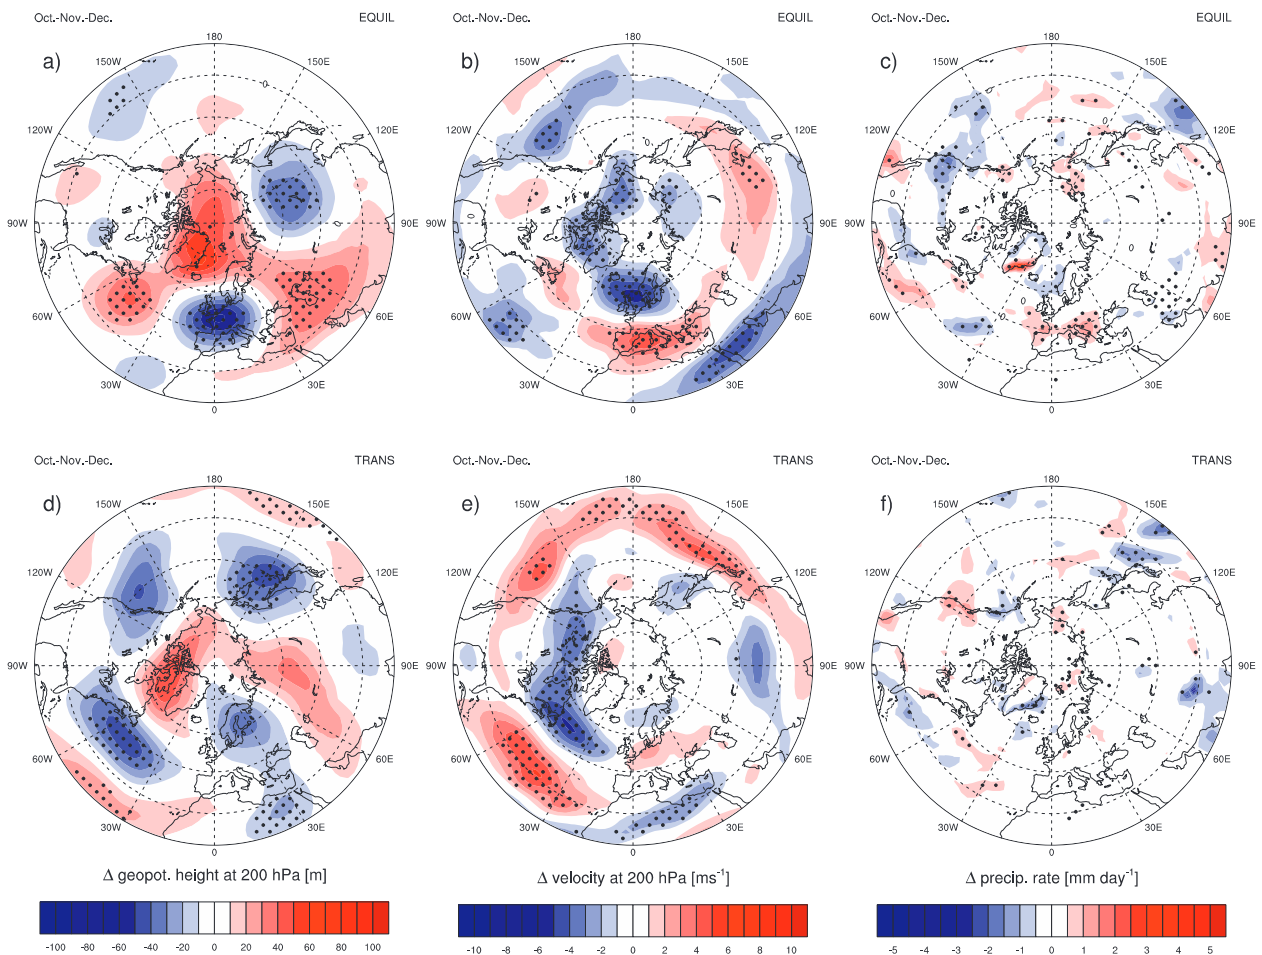 Oct.-Nov.-Dec. EQUIL Oct.-Nov.-Dec. EQUIL Oct.-Nov.-Dec. EQUIL
a) 180 b) 180 c) 180
150W 150E 150W 150E 150W 150E
120W 120E 120W 120E 120W 120E
90W 90E 90W 90E 90W 90E
60W 60E 60W 60E 60W 60E
30W 30E 30W 30E 30W 30E
0 0 0
Oct.-Nov.-Dec. TRANS Oct.-Nov.-Dec. TRANS Oct.-Nov.-Dec. TRANS
d) 180 e) 180 f) 180
150W 150E 150W 150E 150W 150E
120W 120E 120W 120E 120W 120E
90W 90E 90W 90E 90W 90E
60W 60E 60W 60E 60W 60E
30W 30E 30W 30E 30W 30E
0 0 0
Δ geopot. height at 200 hPa [m] Δ velocity at 200 hPa [ms⁻¹] Δ precip. rate [mm day⁻¹]
-100 -80 -60 -40 -20 0 20 40 60 80 100 -10 -8 -6 -4 -2 0 2 4 6 8 10 -5 -4 -3 -2 -1 0 1 2 3 4 5